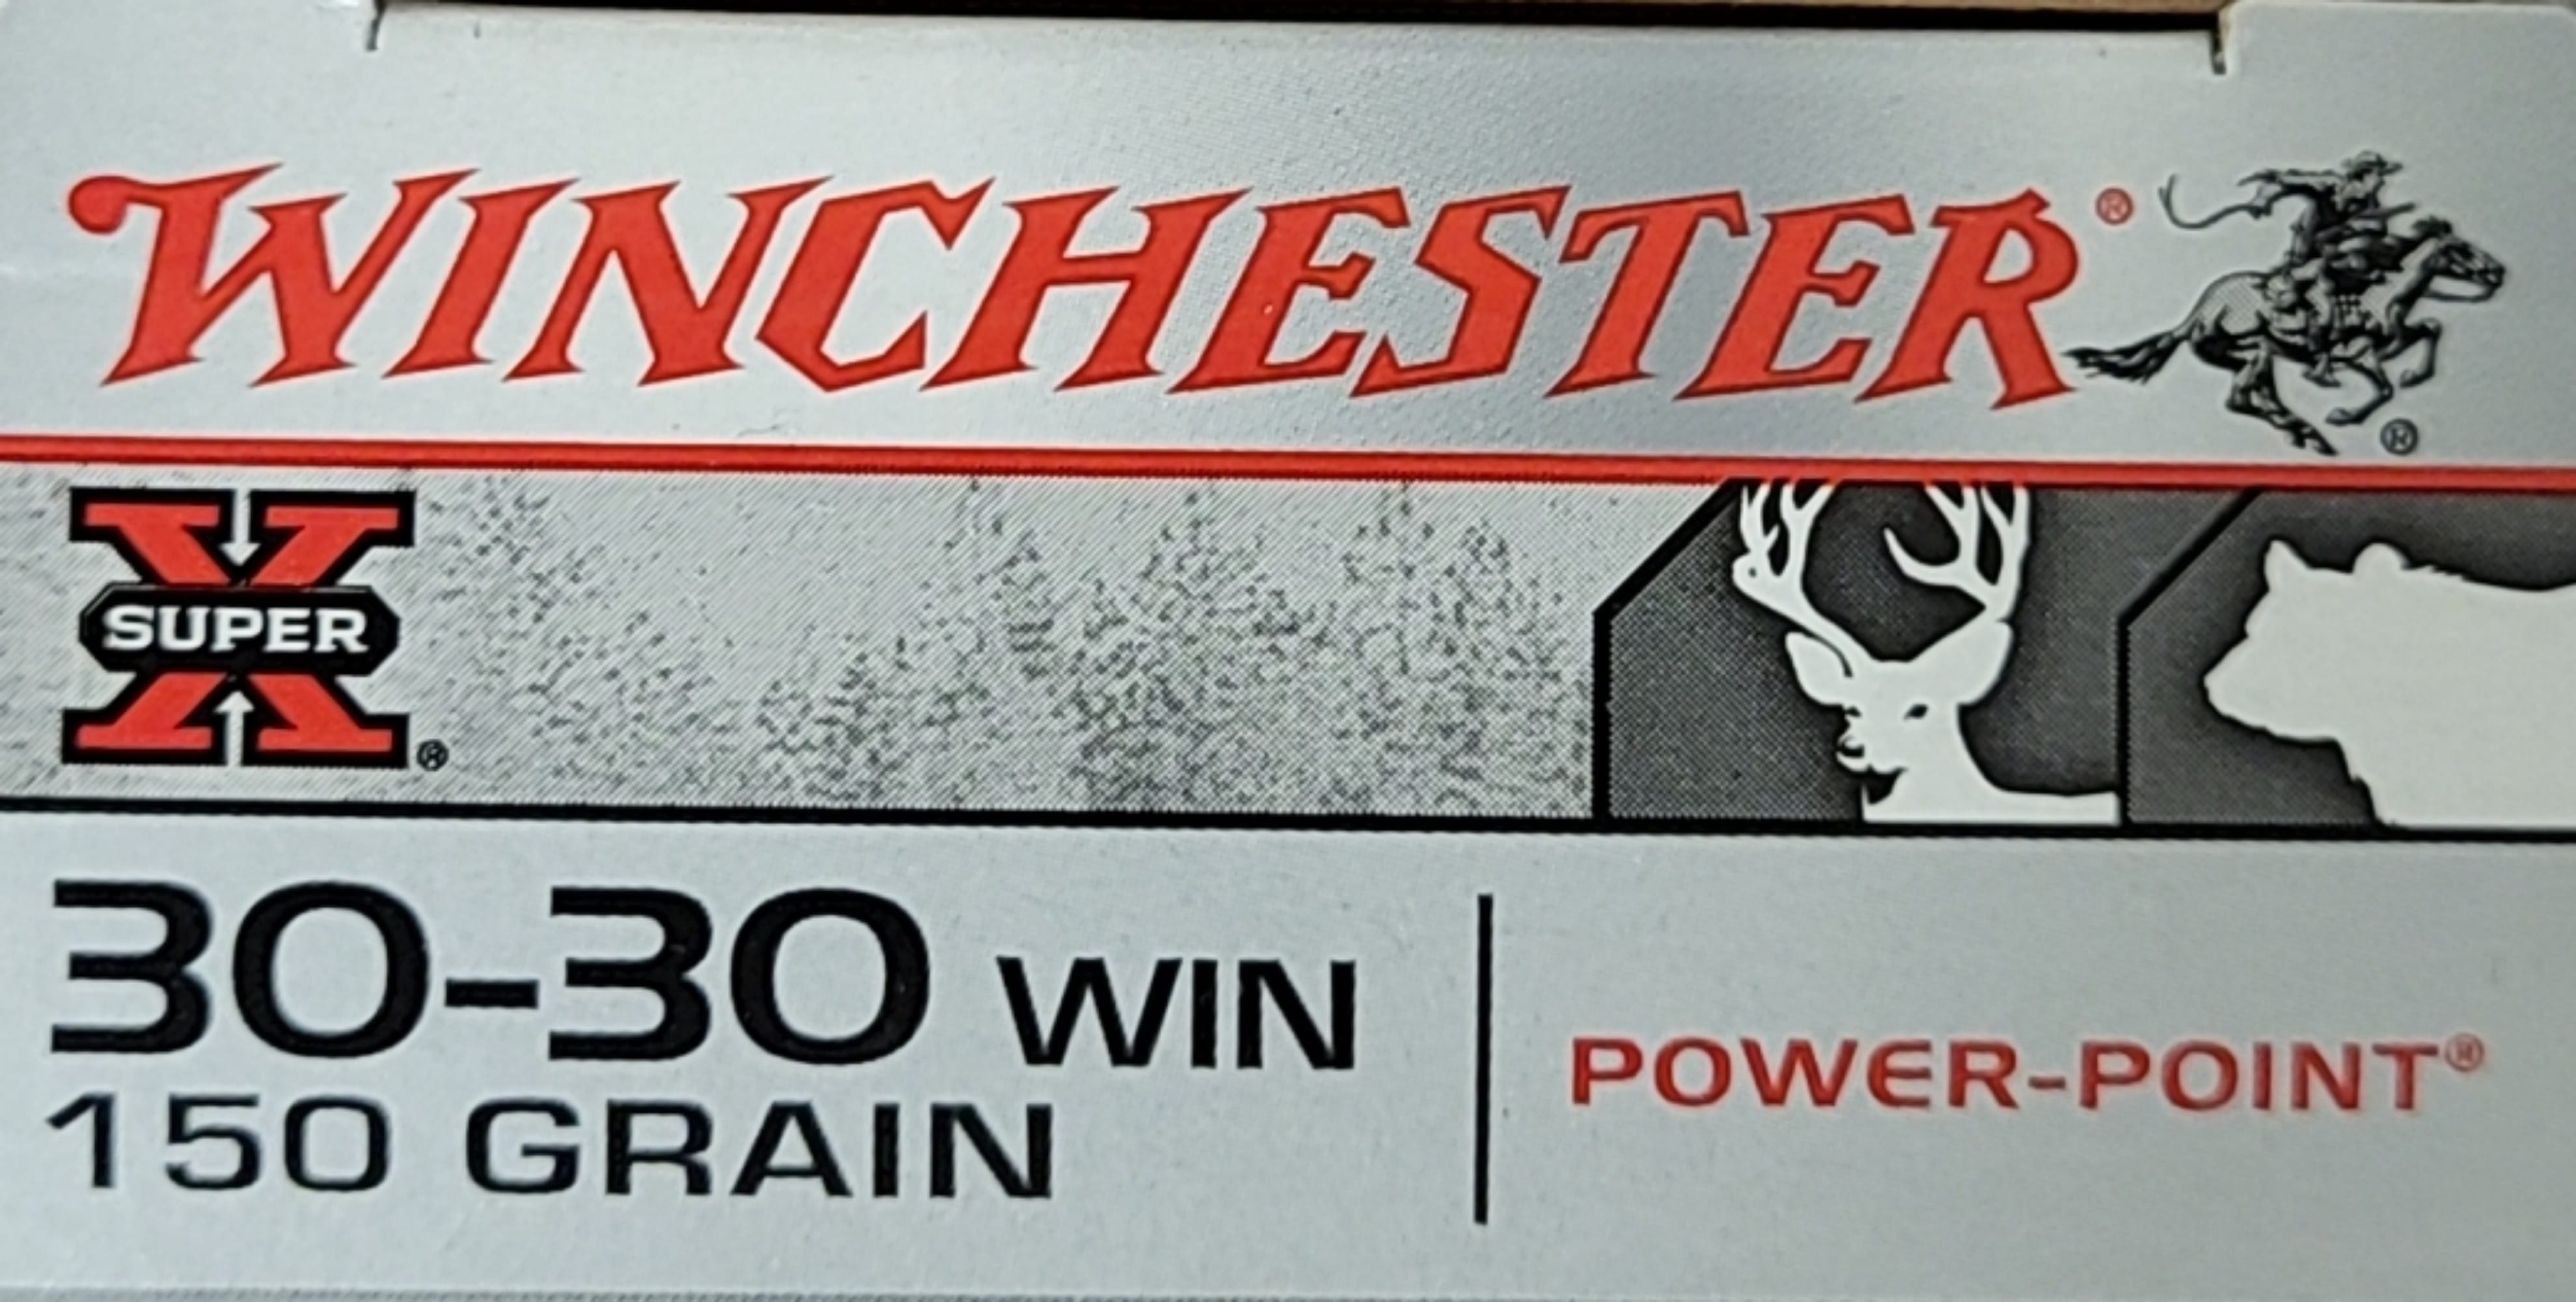 WINCHESTER®
®
SUPER X®
30-30 WIN
150 GRAIN
POWER-POINT®